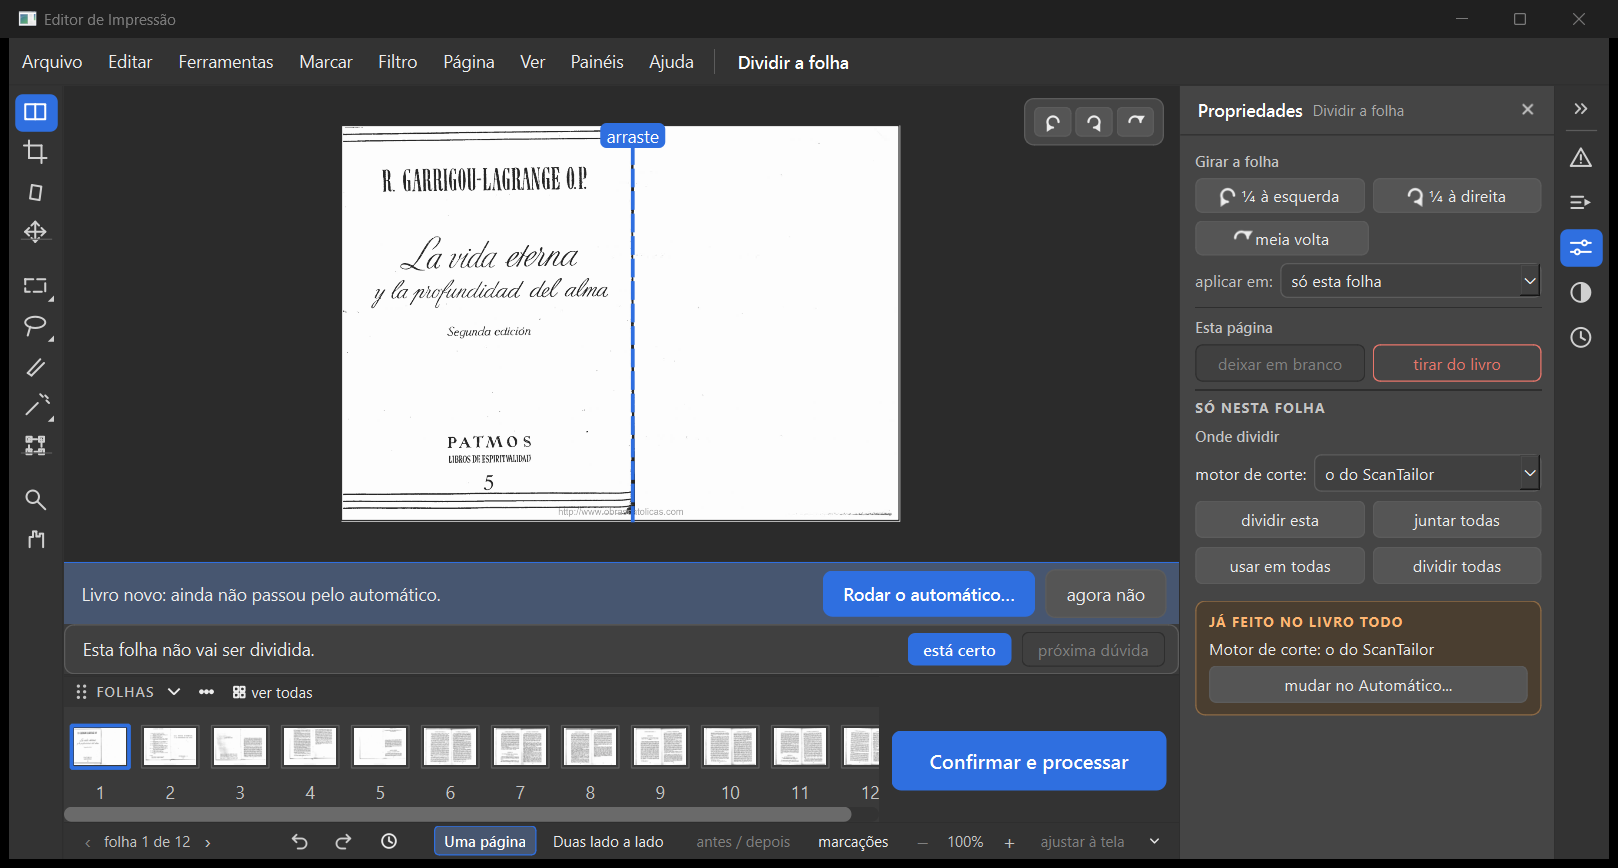 Editor de Impressão
Arquivo Editar Ferramentas Marcar Filtro Página Ver Painéis Ajuda Dividir a folha
arraste
R. GARRIGOU-LAGRANGE O.P.
La vida eterna
y la profundidad del alma
Segunda edición
PATMOS
LIBROS DE ESPIRITVALIDAD
5
Livro novo: ainda não passou pelo automático.
Rodar o automático...
agora não
Esta folha não vai ser dividida.
está certo
próxima dúvida
FOLHAS
••• ver todas
1 2 3 4 5 6 7 8 9 10 11 12
Confirmar e processar
‹ folha 1 de 12 ›
Uma página
Duas lado a lado
antes / depois
marcações
– 100% +
ajustar à tela
Propriedades Dividir a folha
Girar a folha
¼ à esquerda
¼ à direita
meia volta
aplicar em: só esta folha
Esta página
deixar em branco
tirar do livro
SÓ NESTA FOLHA
Onde dividir
motor de corte: o do ScanTailor
dividir esta
juntar todas
usar em todas
dividir todas
JÁ FEITO NO LIVRO TODO
Motor de corte: o do ScanTailor
mudar no Automático...